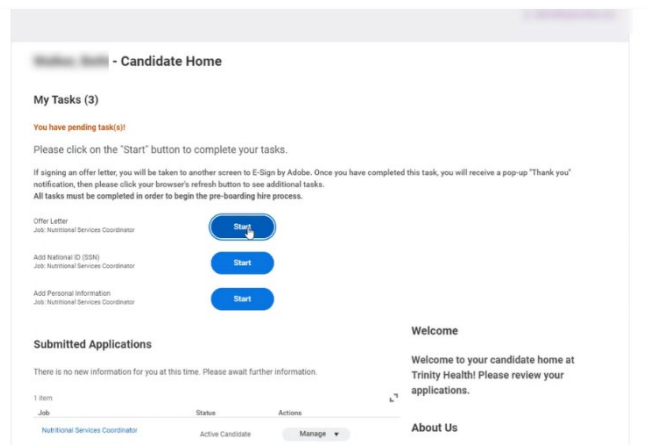 - Candidate Home
My Tasks (3)
You have pending task(s)!
Please click on the "Start" button to complete your tasks.
If signing an offer letter, you will be taken to another screen to E-Sign by Adobe. Once you have completed this task, you will receive a pop-up "Thank you"
notification, then please click your browser's refresh button to see additional tasks.
All tasks must be completed in order to begin the pre-boarding hire process.
Offer Letter
Job: Nutritional Services Coordinator
Start
Add National ID (SSN)
Job: Nutritional Services Coordinator
Start
Add Personal Information
Job: Nutritional Services Coordinator
Start
Submitted Applications
There is no new information for you at this time. Please await further information.
1 item
Job Status Actions
Nutritional Services Coordinator Active Candidate Manage
Welcome
Welcome to your candidate home at
Trinity Health! Please review your
applications.
About Us